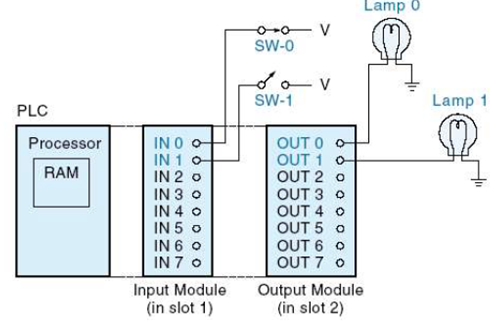 Lamp 0
V
SW-0
V
SW-1
Lamp 1
PLC
Processor
RAM
IN 0
IN 1
IN 2
IN 3
IN 4
IN 5
IN 6
IN 7
OUT 0
OUT 1
OUT 2
OUT 3
OUT 4
OUT 5
OUT 6
OUT 7
Input Module
(in slot 1)
Output Module
(in slot 2)